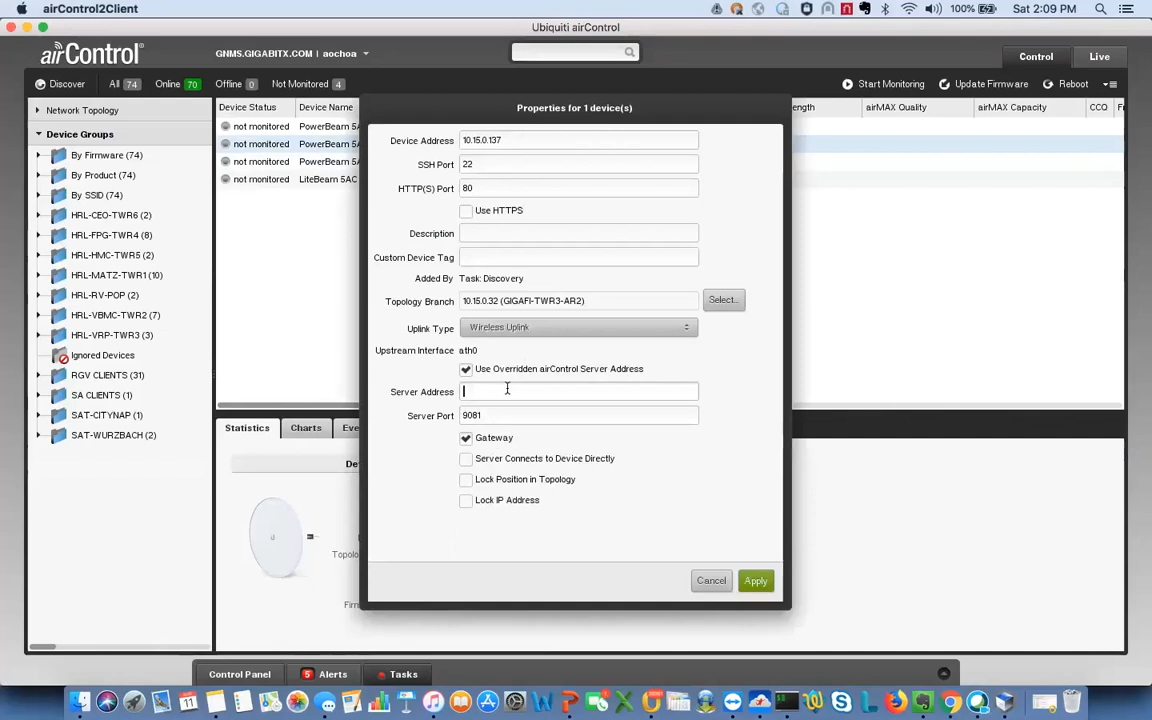 airControl2Client
100%
Sat 2:09 PM
Ubiquiti airControl
airControl
GNMS.GIGABITX.COM | aochoa
Control
Live
Discover
All 74
Online 70
Offline 0
Not Monitored 4
Start Monitoring
Update Firmware
Reboot
Network Topology
Device Groups
By Firmware (74)
By Product (74)
By SSID (74)
HRL-CEO-TWR6 (2)
HRL-FPG-TWR4 (8)
HRL-HMC-TWR5 (2)
HRL-MATZ-TWR1 (10)
HRL-RV-POP (2)
HRL-VBMC-TWR2 (7)
HRL-VRP-TWR3 (3)
Ignored Devices
RGV CLIENTS (31)
SA CLIENTS (1)
SAT-CITYNAP (1)
SAT-WURZBACH (2)
Device Status
Device Name
airMAX Quality
airMAX Capacity
CCQ
not monitored
PowerBeam 5A
not monitored
PowerBeam 5A
not monitored
PowerBeam 5A
not monitored
LiteBeam 5AC
Properties for 1 device(s)
Device Address
10.15.0.137
SSH Port
22
HTTP(S) Port
80
Use HTTPS
Description
Custom Device Tag
Added By
Task: Discovery
Topology Branch
10.15.0.32 (GIGAFI-TWR3-AR2)
Select...
Uplink Type
Wireless Uplink
Upstream Interface
ath0
Use Overridden airControl Server Address
Server Address
Server Port
9081
Gateway
Server Connects to Device Directly
Lock Position in Topology
Lock IP Address
Cancel
Apply
Statistics
Charts
Control Panel
5 Alerts
Tasks